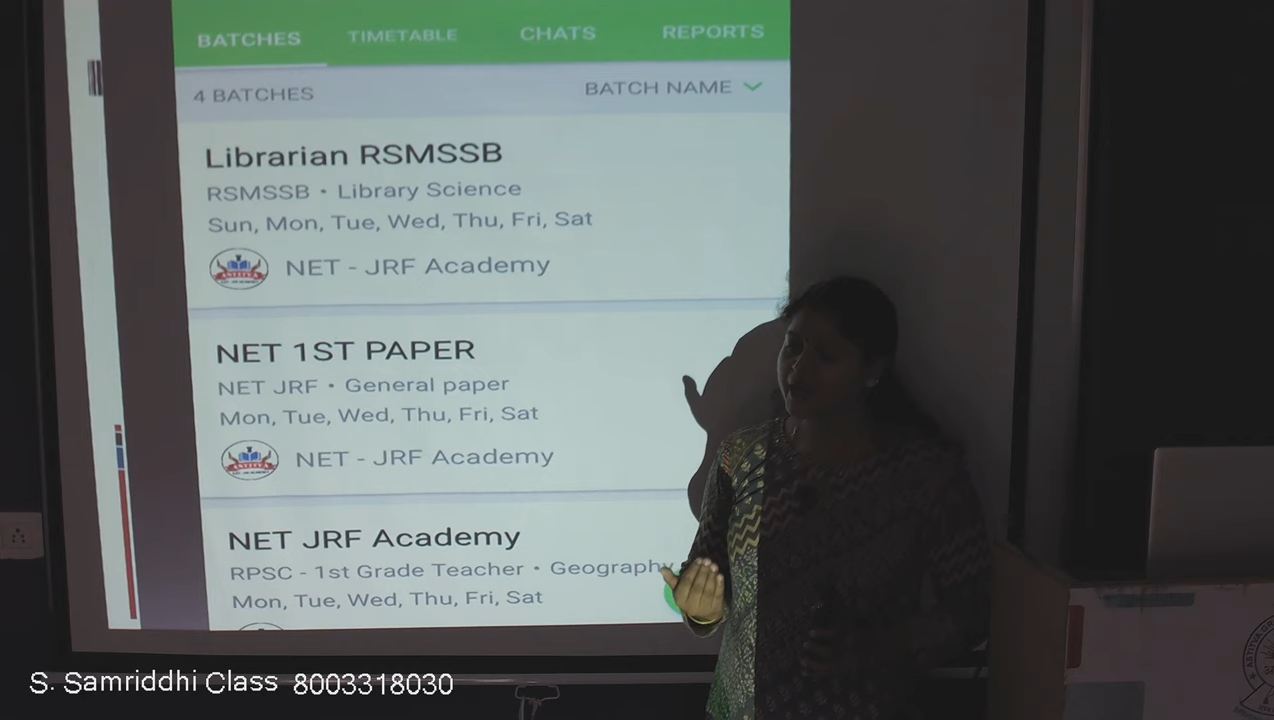 BATCHES TIMETABLE CHATS REPORTS
4 BATCHES BATCH NAME
Librarian RSMSSB
RSMSSB • Library Science
Sun, Mon, Tue, Wed, Thu, Fri, Sat
ASTITVA
NET - JRF Academy
NET 1ST PAPER
NET JRF • General paper
Mon, Tue, Wed, Thu, Fri, Sat
ASTITVA
NET - JRF Academy
NET JRF Academy
RPSC - 1st Grade Teacher • Geography
Mon, Tue, Wed, Thu, Fri, Sat
S. Samriddhi Class 8003318030